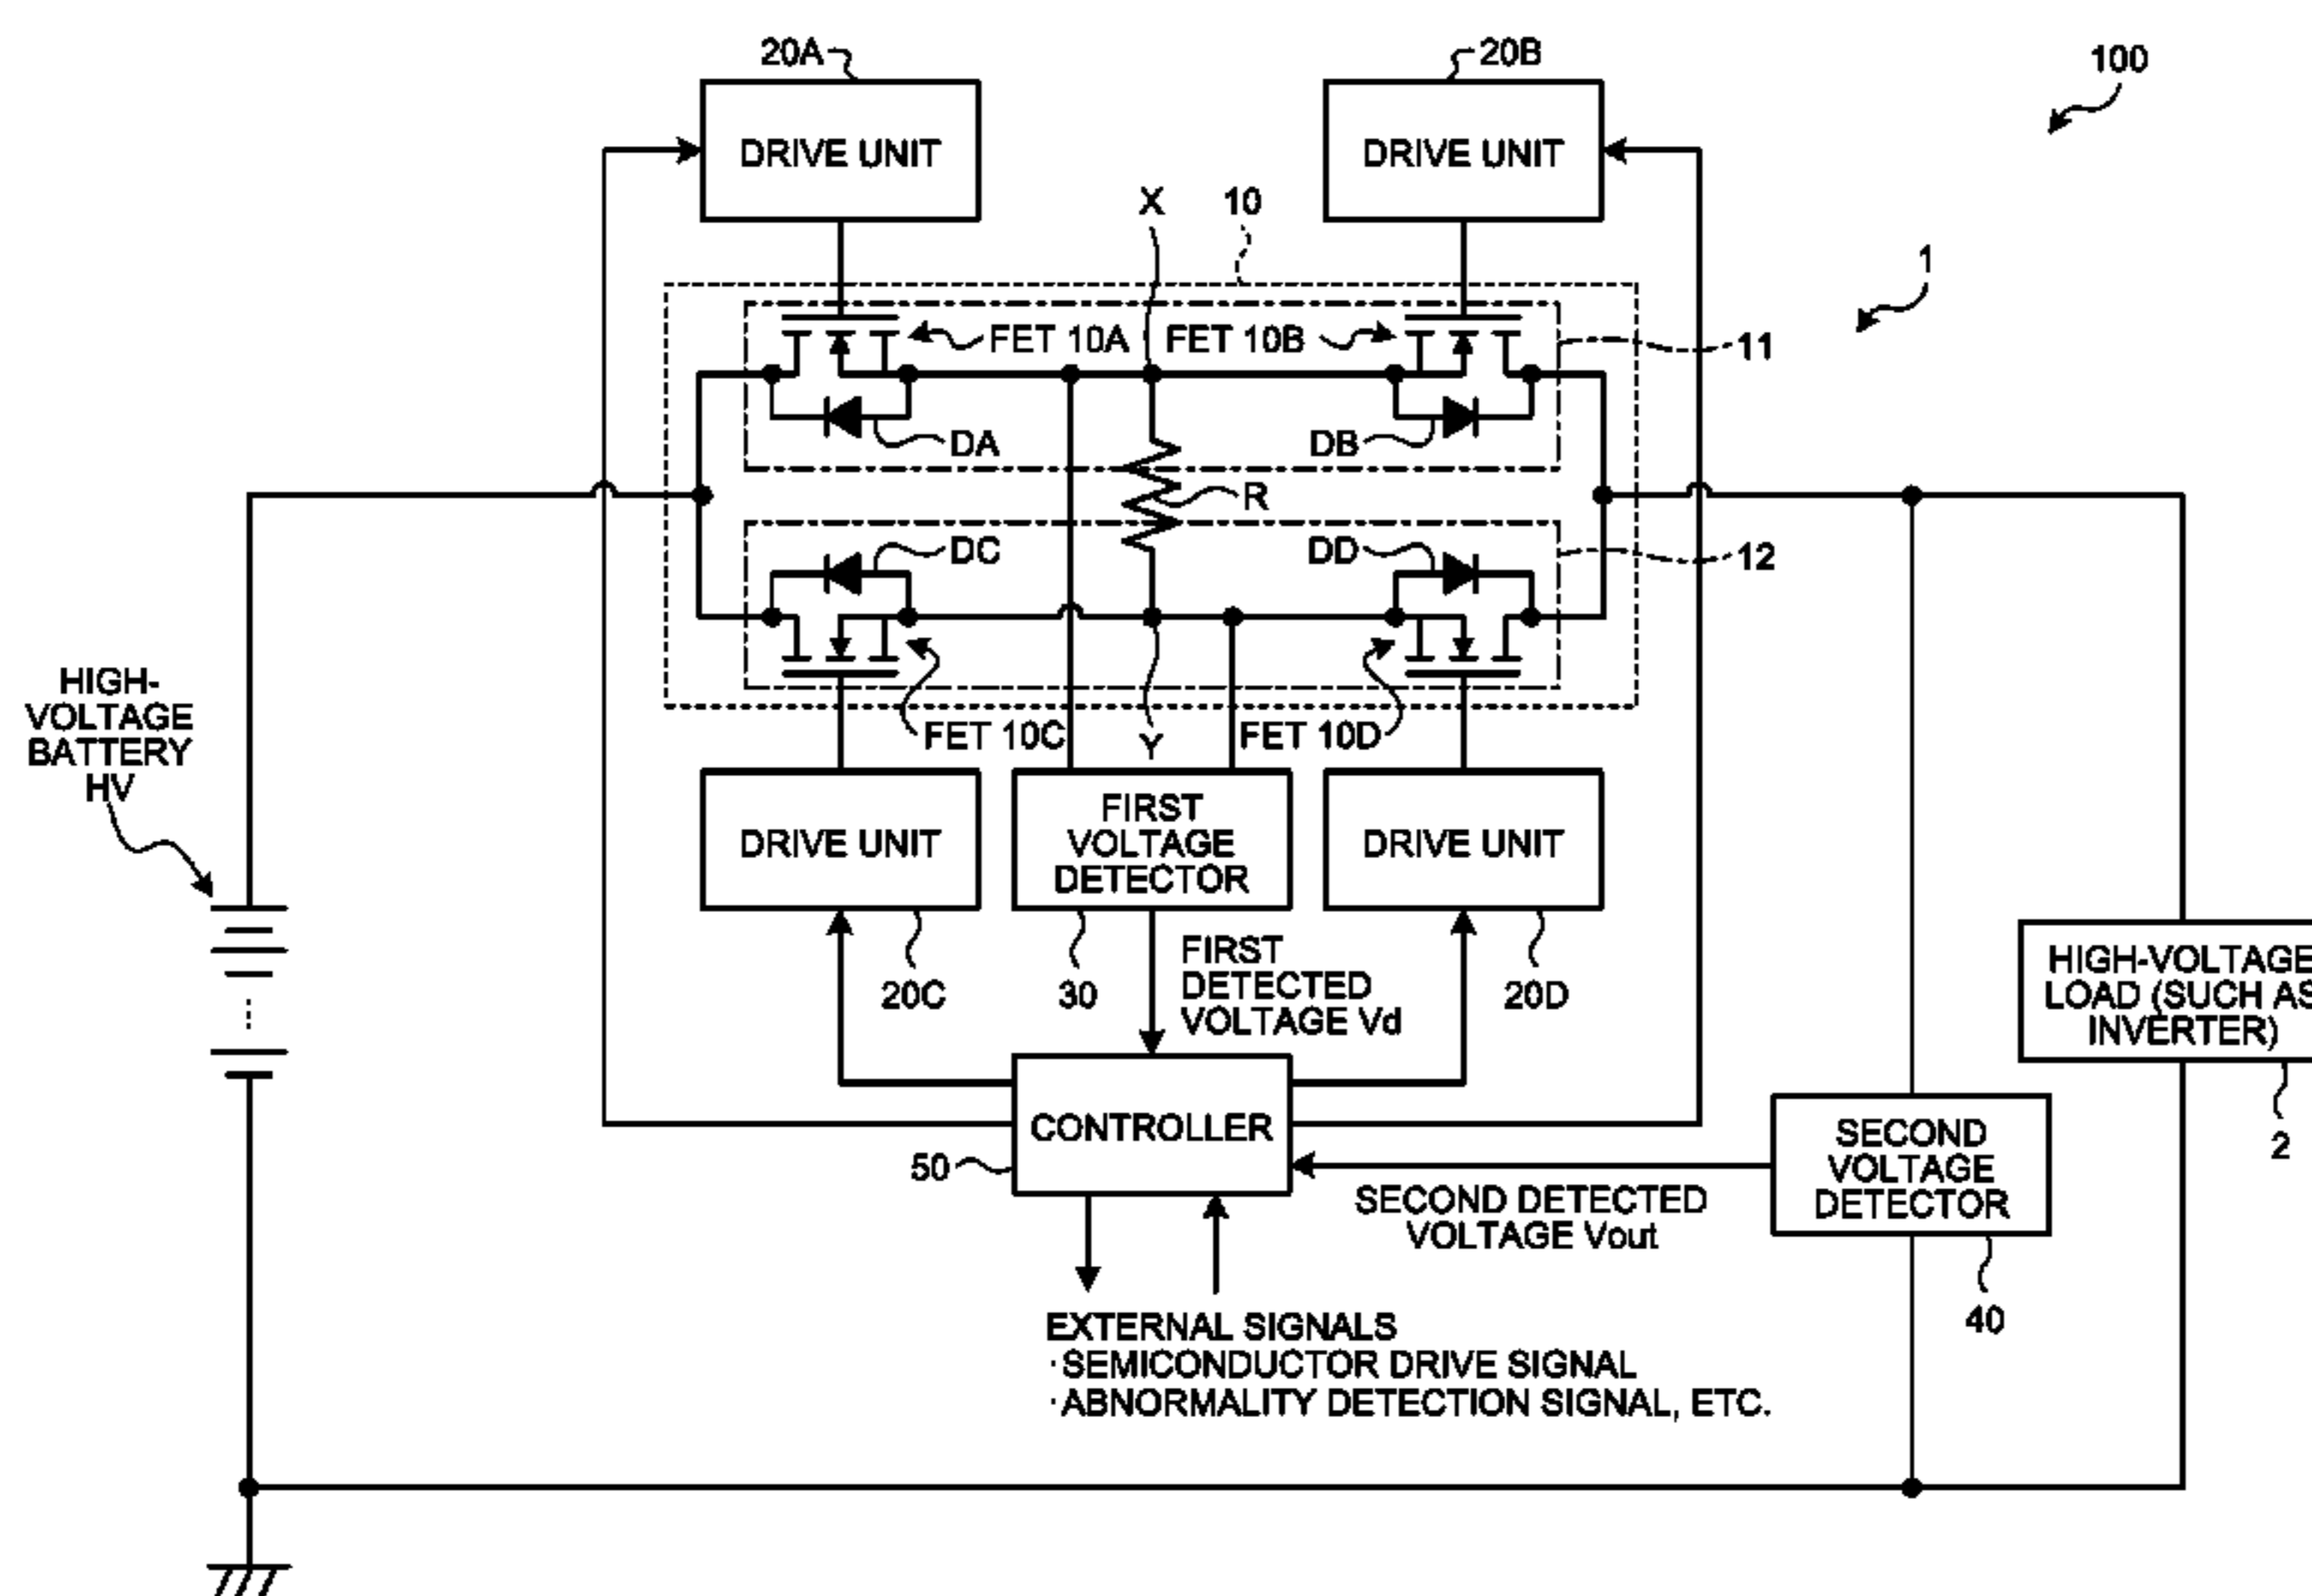 20A
20B
100
DRIVE UNIT
DRIVE UNIT
X
10
1
FET 10A
FET 10B
11
DA
DB
R
DC
DD
12
HIGH-
VOLTAGE
BATTERY
HV
FET 10C
Y
FET 10D
DRIVE UNIT
FIRST
VOLTAGE
DETECTOR
DRIVE UNIT
20C
30
FIRST
DETECTED
VOLTAGE Vd
20D
HIGH-VOLTAGE
LOAD (SUCH AS
INVERTER)
2
CONTROLLER
50
SECOND
VOLTAGE
DETECTOR
SECOND DETECTED
VOLTAGE Vout
40
EXTERNAL SIGNALS
·SEMICONDUCTOR DRIVE SIGNAL
·ABNORMALITY DETECTION SIGNAL, ETC.